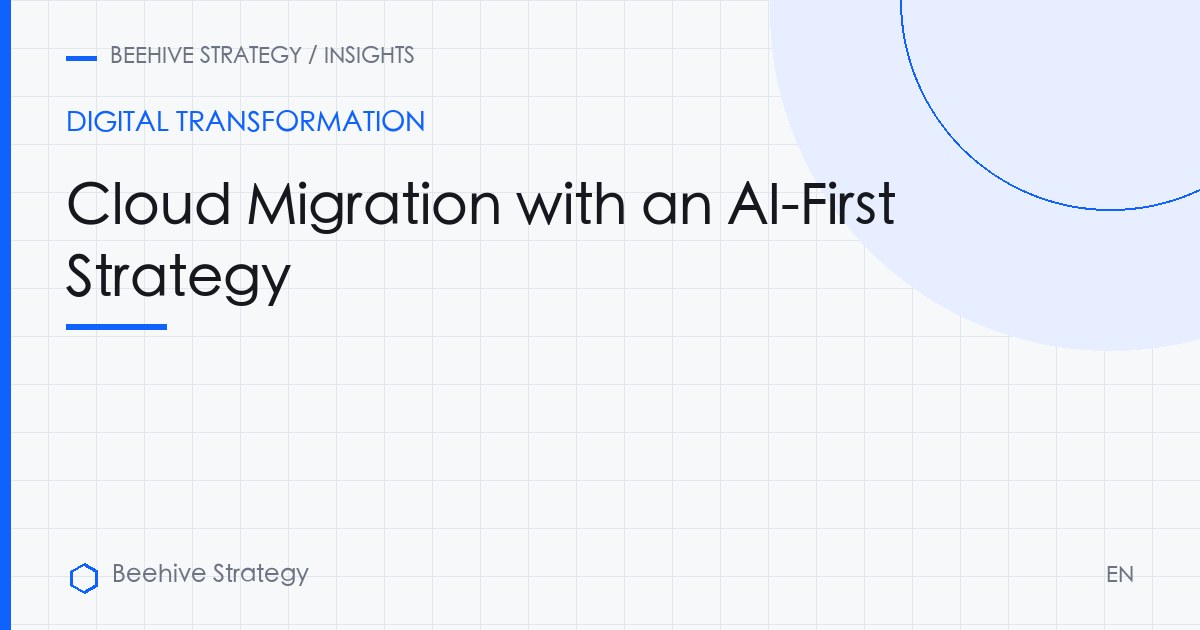 BEEHIVE STRATEGY / INSIGHTS
DIGITAL TRANSFORMATION
Cloud Migration with an AI-First
Strategy
Beehive Strategy
EN